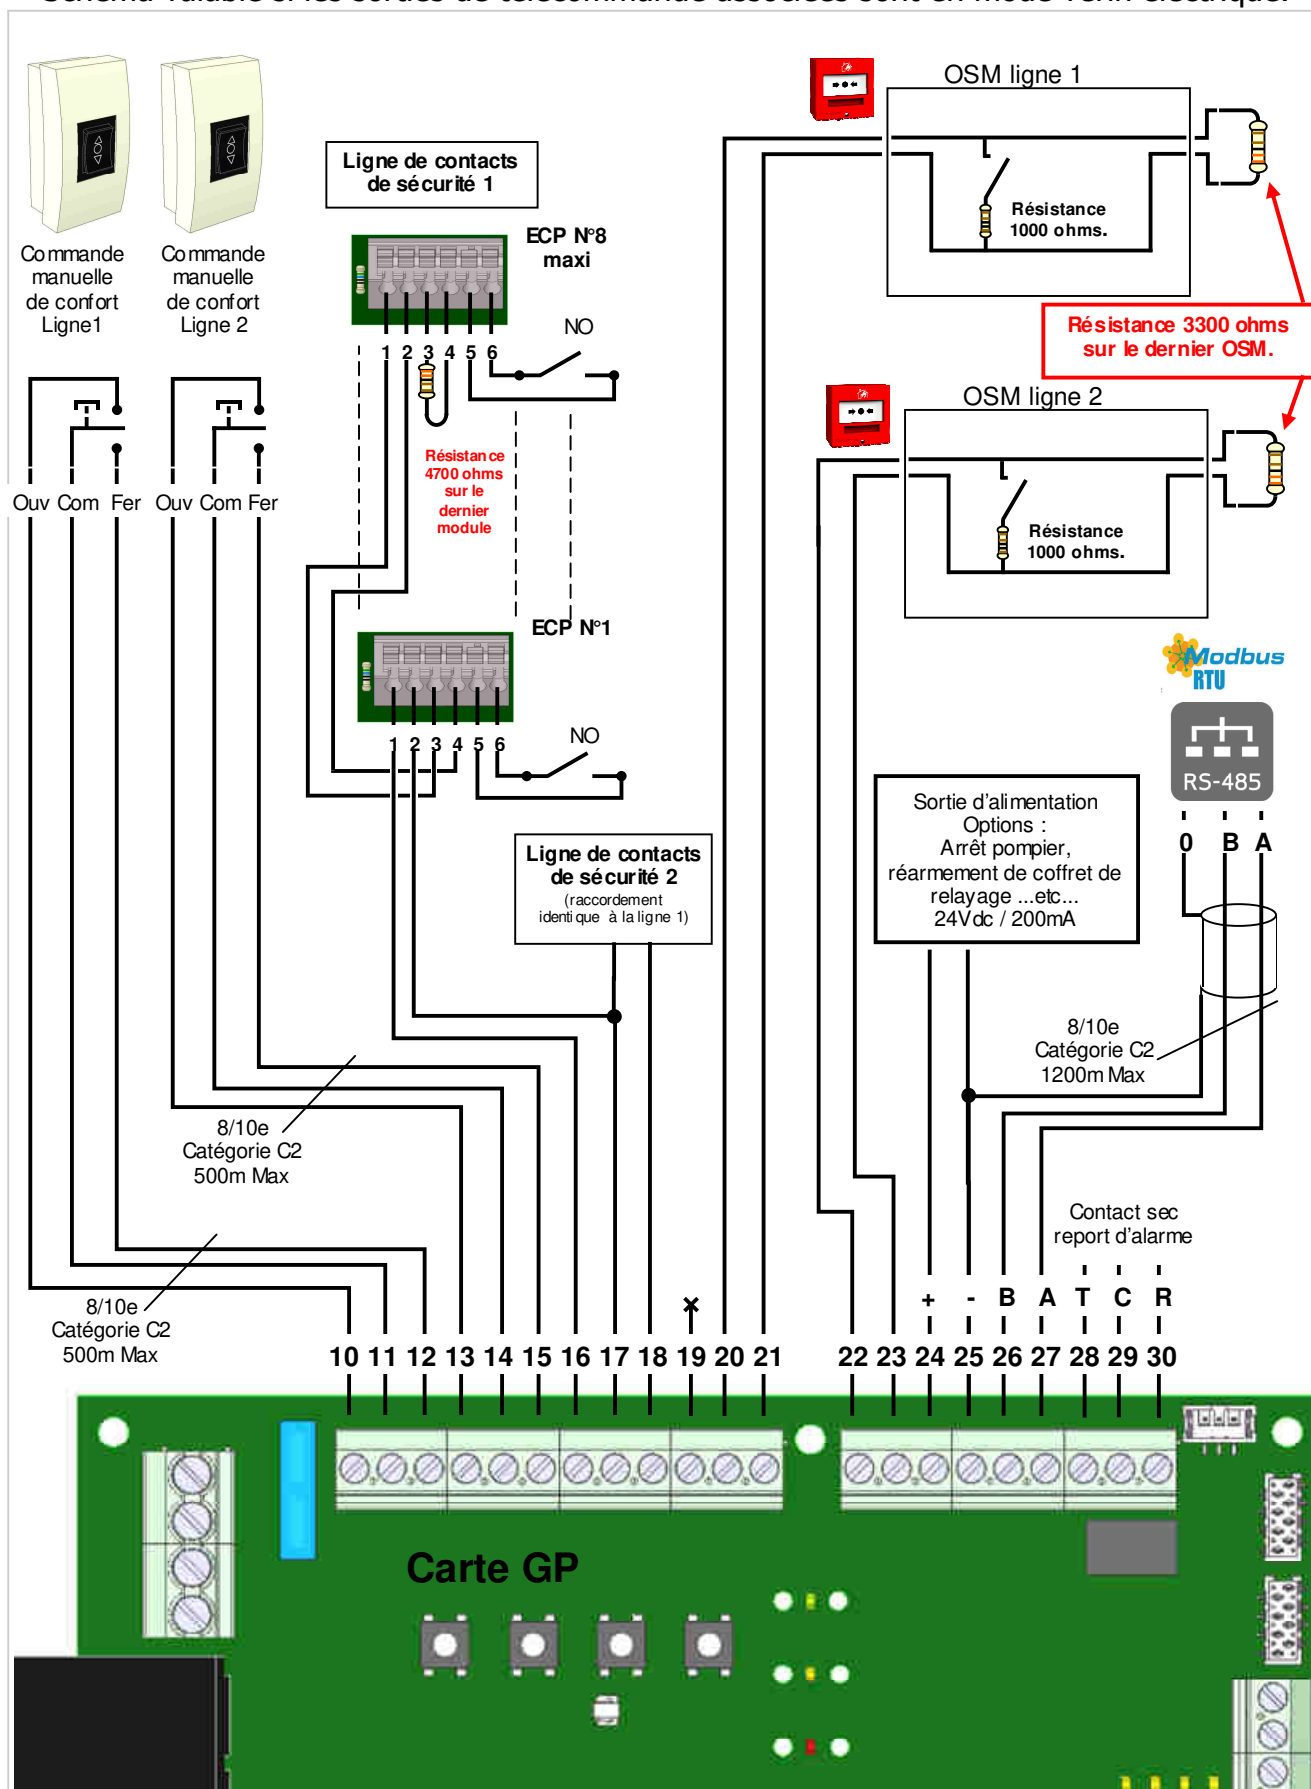 OSM ligne 1
Ligne de contacts
de sécurité 1
Résistance
1000 ohms.
ECP N°8
maxi
Commande
manuelle
de confort
Ligne1
Commande
manuelle
de confort
Ligne 2
NO
1 2 3 4 5 6
Résistance 3300 ohms
sur le dernier OSM.
OSM ligne 2
Résistance
4700 ohms
sur le
dernier
module
Ouv Com Fer
Ouv Com Fer
Résistance
1000 ohms.
ECP N°1
Modbus
RTU
NO
1 2 3 4 5 6
RS-485
0 B A
Sortie d'alimentation
Options :
Arrêt pompier,
réarmement de coffret de
relayage ...etc...
24Vdc / 200mA
Ligne de contacts
de sécurité 2
(raccordement
identique à la ligne 1)
8/10e
Catégorie C2
1200m Max
8/10e
Catégorie C2
500m Max
Contact sec
report d'alarme
8/10e
Catégorie C2
500m Max
+ - B A T C R
10 11 12 13 14 15 16 17 18 19 20 21 22 23 24 25 26 27 28 29 30
Carte GP